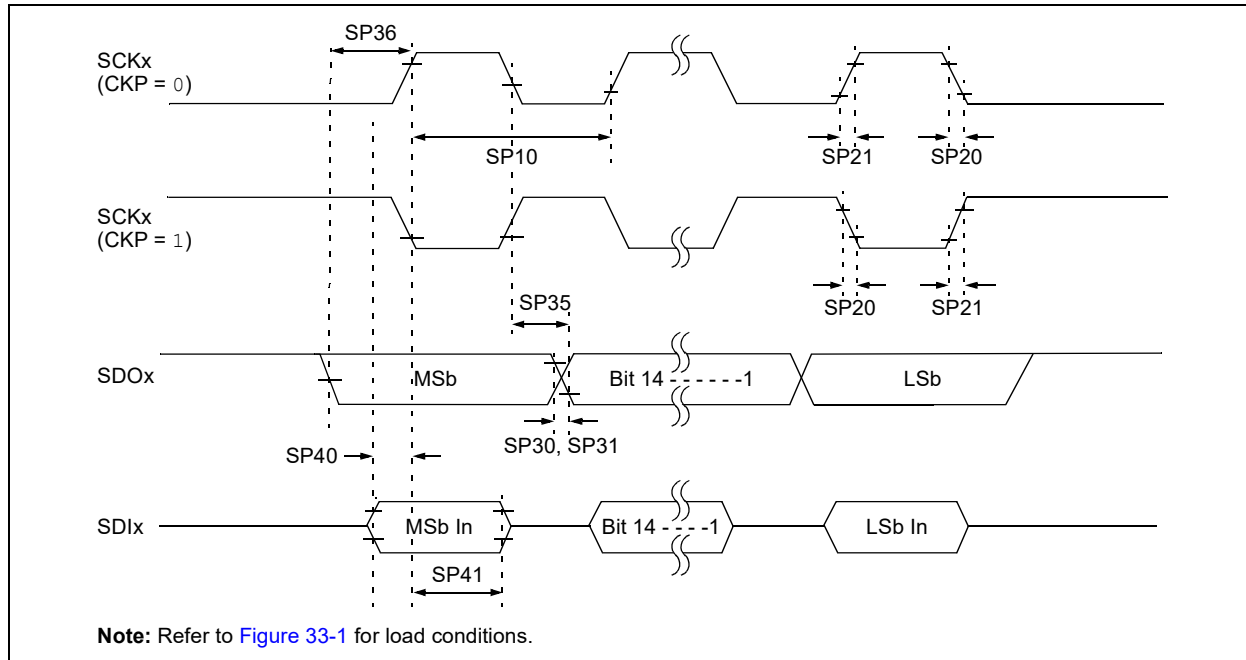 SP36
SCKx
(CKP = 0)
SP10
SP21
SP20
SCKx
(CKP = 1)
SP35
SP20
SP21
SDOx
MSb
Bit 14 - - - - - -1
LSb
SP30, SP31
SP40
SDIx
MSb In
Bit 14 - - - -1
LSb In
SP41
Note: Refer to Figure 33-1 for load conditions.